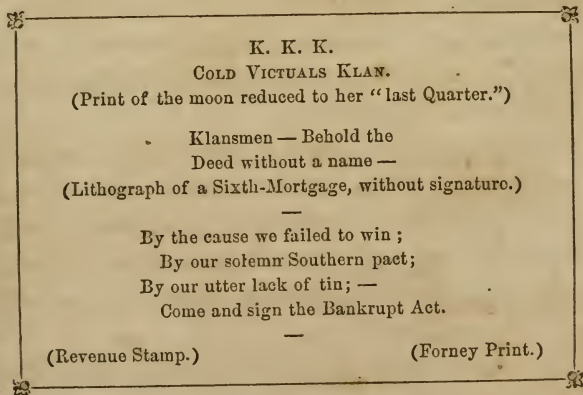 K. K. K.
COLD VICTUALS KLAN.
(Print of the moon reduced to her "last Quarter.")
Klansmen — Behold the
Deed without a name —
(Lithograph of a Sixth-Mortgage, without signature.)
By the cause we failed to win ;
By our solemn Southern pact;
By our utter lack of tin; —
Come and sign the Bankrupt Act.
(Revenue Stamp.) (Forney Print.)